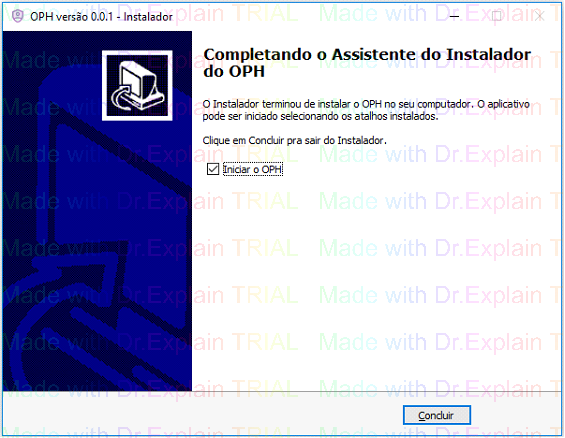 OPH versão 0.0.1 - Instalador
Completando o Assistente do Instalador
do OPH
O Instalador terminou de instalar o OPH no seu computador. O aplicativo
pode ser iniciado selecionando os atalhos instalados.
Clique em Concluir pra sair do Instalador.
Iniciar o OPH
Concluir
Made with Dr.Explain TRIAL